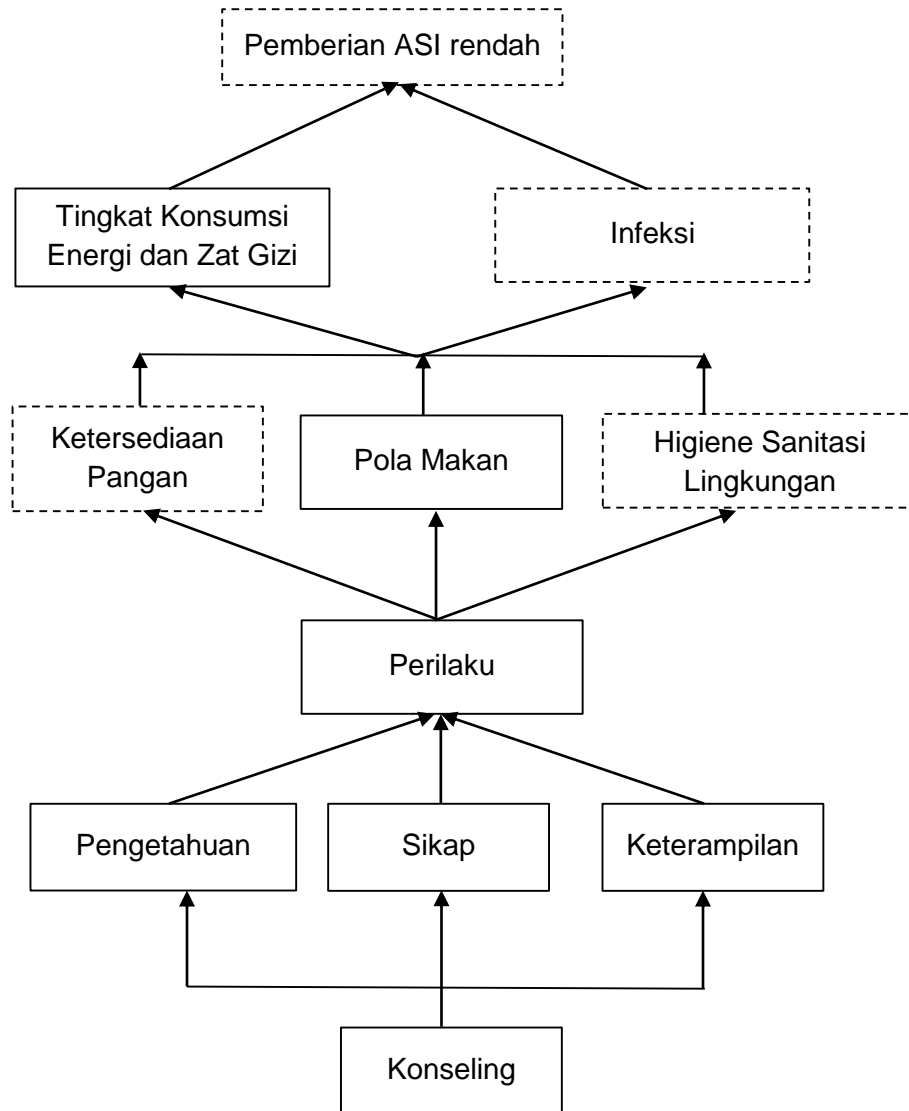 Pemberian ASI rendah
Tingkat Konsumsi
Energi dan Zat Gizi
Infeksi
Ketersediaan
Pangan
Pola Makan
Higiene Sanitasi
Lingkungan
Perilaku
Pengetahuan
Sikap
Keterampilan
Konseling